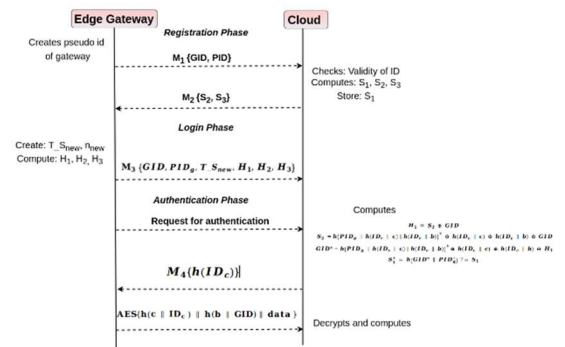 Edge Gateway
Cloud
Registration Phase
Creates pseudo id
of gateway
M1 {GID, PID}
Checks: Validity of ID
Computes: S1, S2, S3
Store: S1
M2 {S2, S3}
Login Phase
Create: T_Snew, nnew
Compute: H1, H2, H3
M3 {GID, PIDg, T_Snew, H1, H2, H3}
Authentication Phase
Request for authentication
Computes
H1 = S2 ⊕ GID
M4{h(IDc)}
AES{h(c ∥ IDc) ∥ h(b ∥ GID) ∥ data }
Decrypts and computes